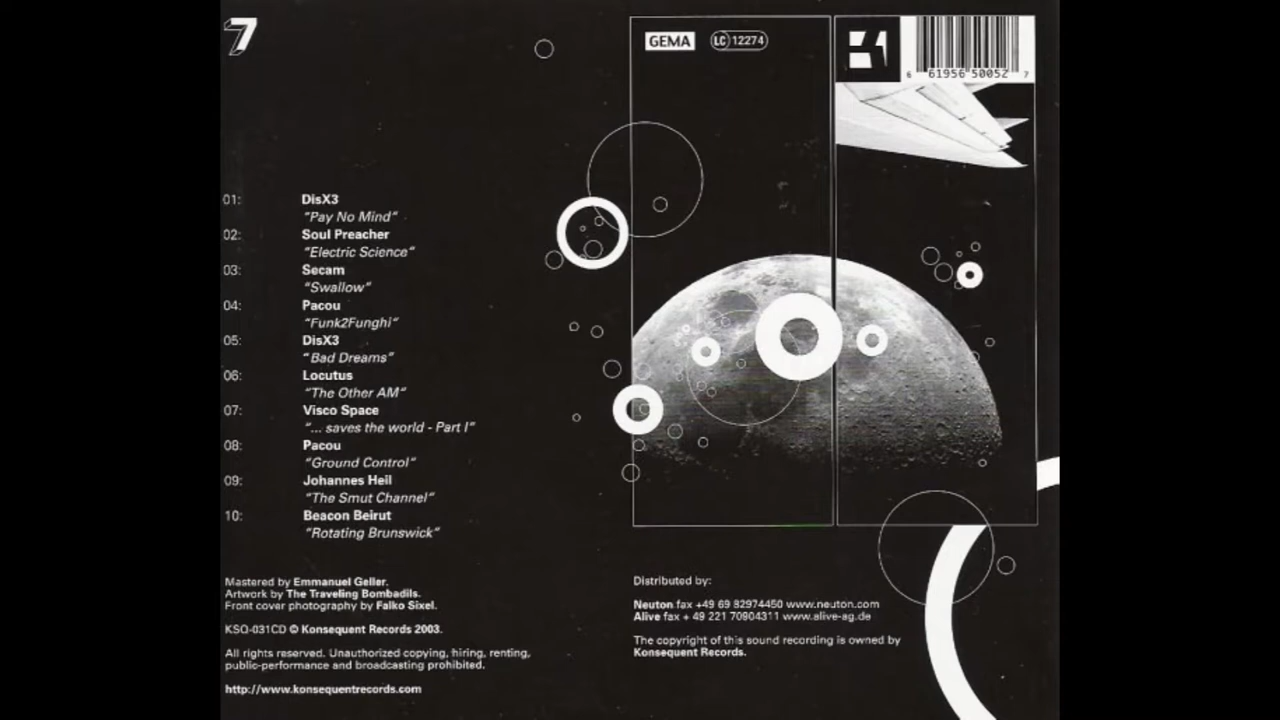 7
GEMA
LC 12274
6 61956 50052 7
01: DisX3
"Pay No Mind"
02: Soul Preacher
"Electric Science"
03: Secam
"Swallow"
04: Pacou
"Funk2Funghi"
05: DisX3
"Bad Dreams"
06: Locutus
"The Other AM"
07: Visco Space
"... saves the world - Part I"
08: Pacou
"Ground Control"
09: Johannes Heil
"The Smut Channel"
10: Beacon Beirut
"Rotating Brunswick"
Mastered by Emmanuel Geller.
Artwork by The Traveling Bombadils.
Front cover photography by Falko Sixel.
KSQ-031CD © Konsequent Records 2003.
All rights reserved. Unauthorized copying, hiring, renting,
public-performance and broadcasting prohibited.
http://www.konsequentrecords.com
Distributed by:
Neuton fax +49 69 82974450 www.neuton.com
Alive fax + 49 221 70904311 www.alive-ag.de
The copyright of this sound recording is owned by
Konsequent Records.